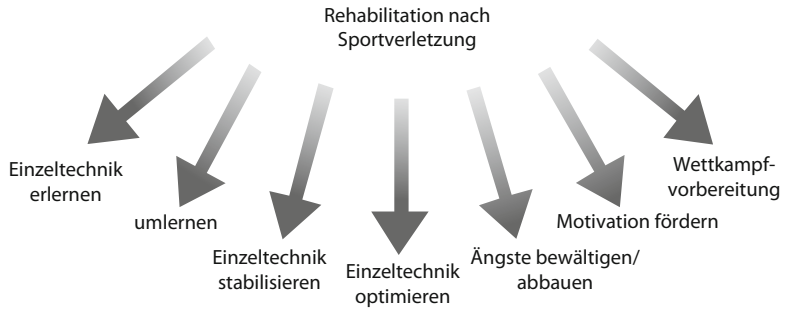 Rehabilitation nach
Sportverletzung
Einzeltechnik
erlernen
umlernen
Einzeltechnik
stabilisieren
Einzeltechnik
optimieren
Ängste bewältigen/
abbauen
Motivation fördern
Wettkampf-
vorbereitung